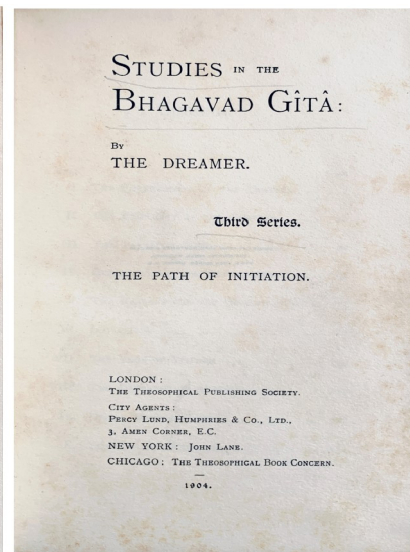 STUDIES IN THE
BHAGAVAD GÎTÂ:
BY
THE DREAMER.
Third Series.
THE PATH OF INITIATION.
LONDON:
THE THEOSOPHICAL PUBLISHING SOCIETY.
CITY AGENTS:
PERCY LUND, HUMPHRIES & CO., LTD.,
3, AMEN CORNER, E.C.
NEW YORK: JOHN LANE.
CHICAGO: THE THEOSOPHICAL BOOK CONCERN.
1904.